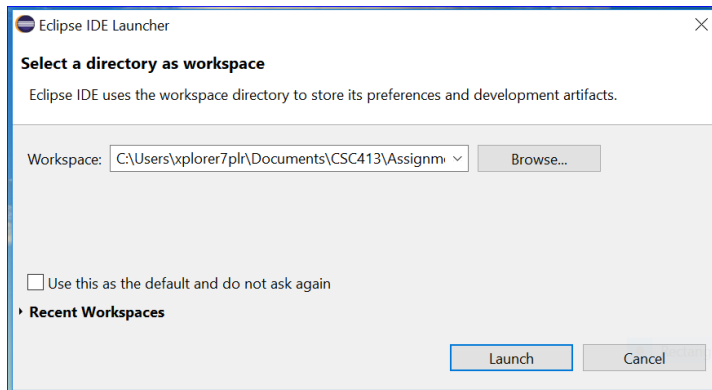 Eclipse IDE Launcher
Select a directory as workspace
Eclipse IDE uses the workspace directory to store its preferences and development artifacts.
Workspace: C:\Users\xplorer7plr\Documents\CSC413\Assignm Browse...
Use this as the default and do not ask again
Recent Workspaces
Launch Cancel